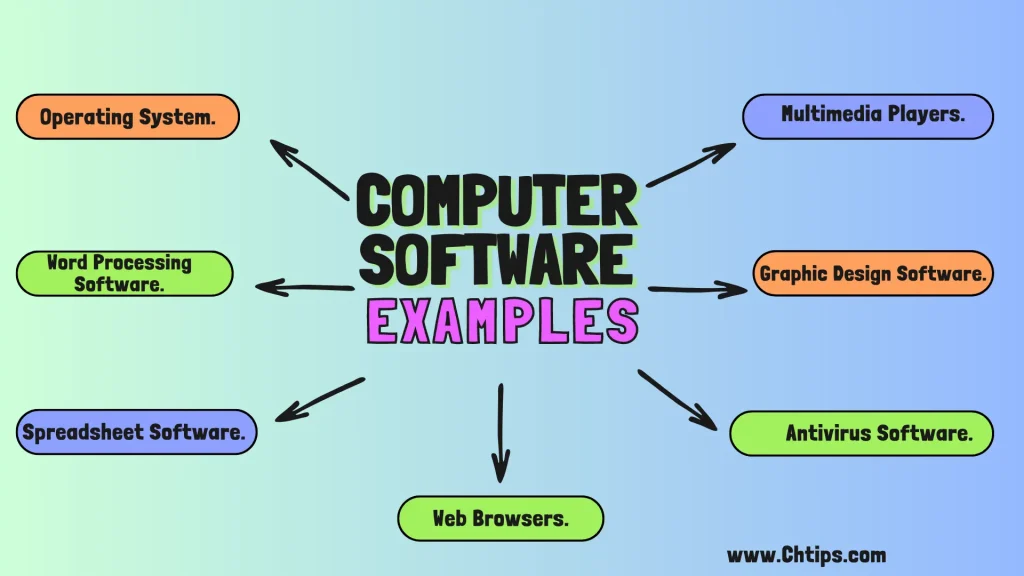 Operating System.
Multimedia Players.
COMPUTER
SOFTWARE
EXAMPLES
Word Processing
Software.
Graphic Design Software.
Spreadsheet Software.
Antivirus Software.
Web Browsers.
www.Chtips.com